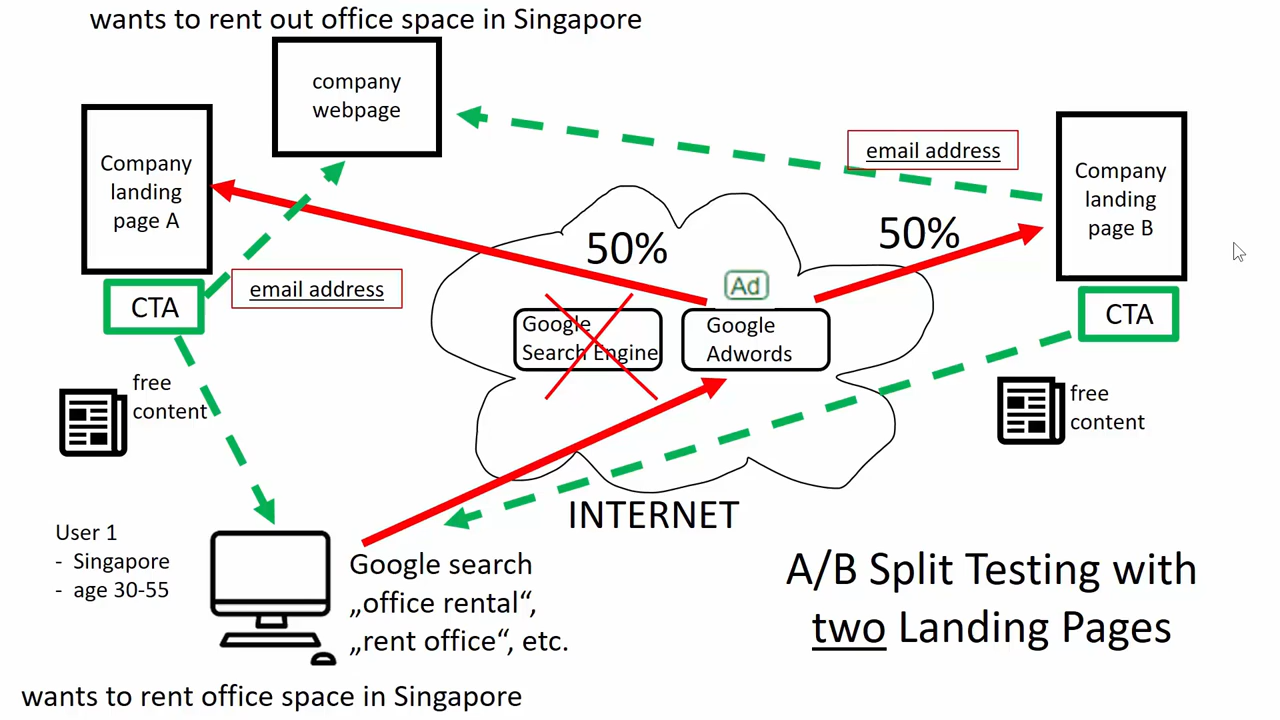 wants to rent out office space in Singapore
company
webpage
Company
landing
page A
email address
Company
landing
page B
50%
50%
CTA
email address
Ad
CTA
Google
Search Engine
Google
Adwords
free
content
free
content
INTERNET
User 1
- Singapore
- age 30-55
Google search
„office rental“,
„rent office“, etc.
A/B Split Testing with
two Landing Pages
wants to rent office space in Singapore